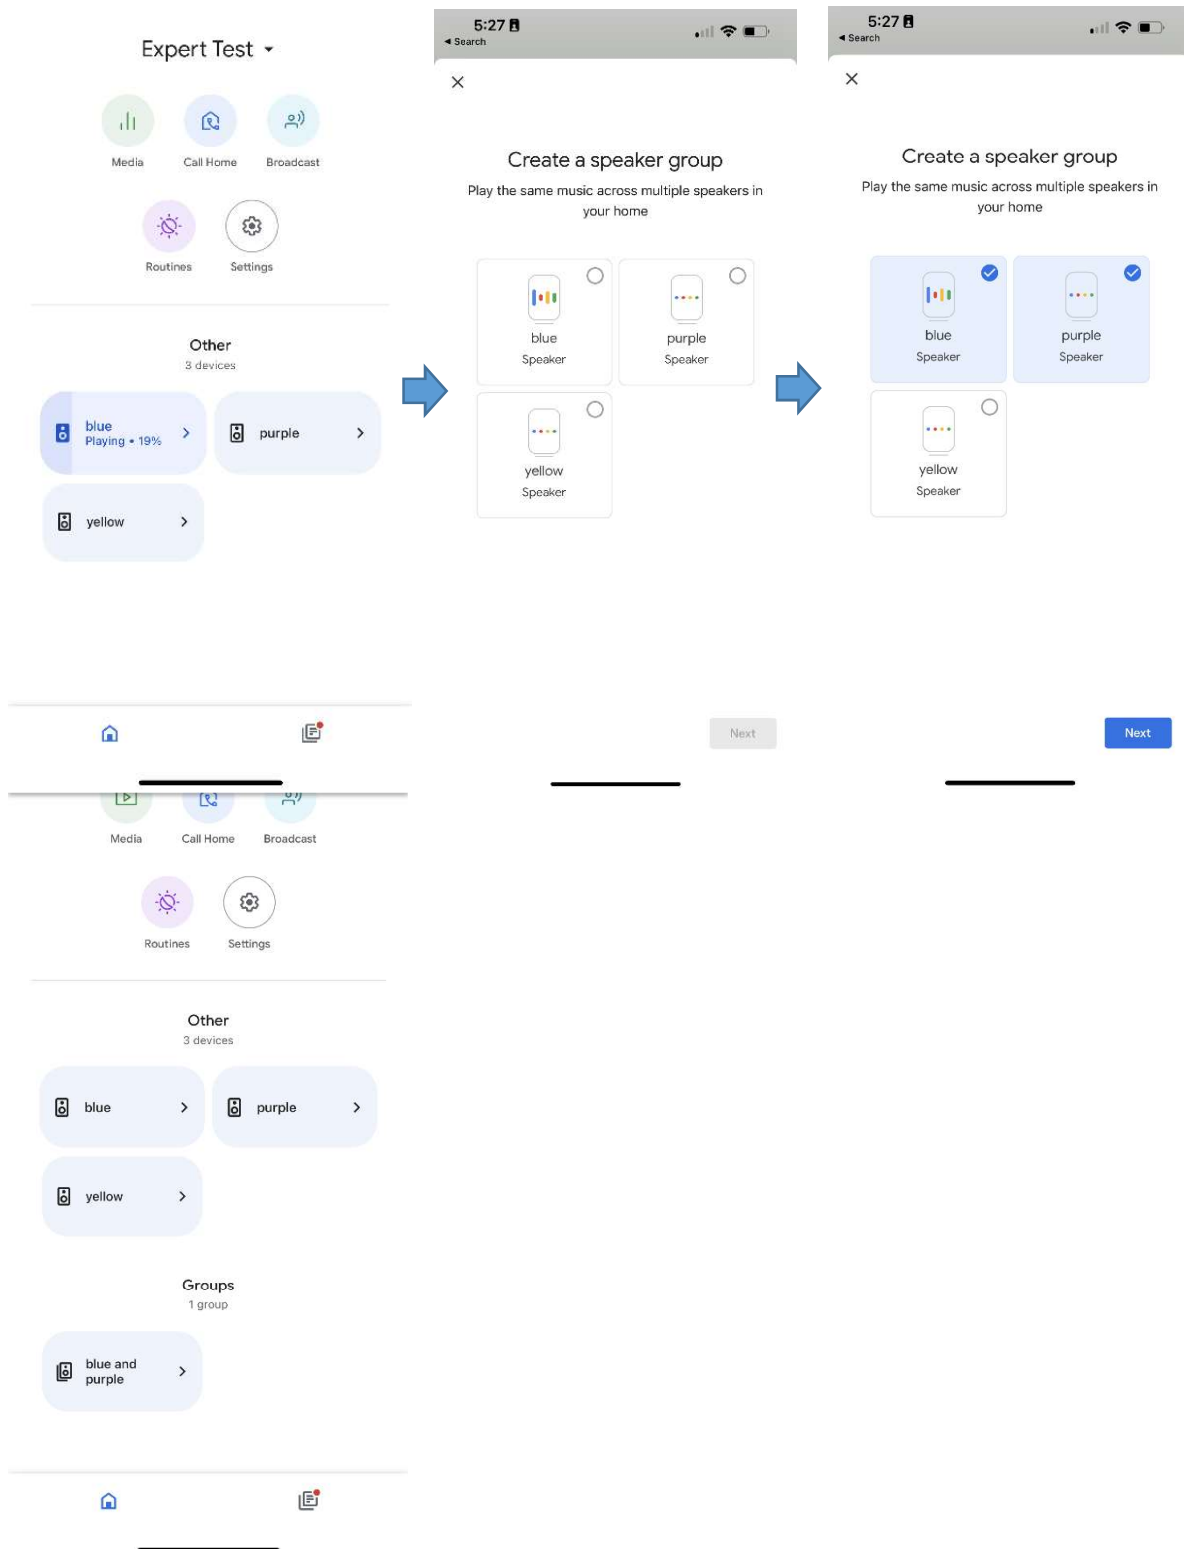 Expert Test
Media
Call Home
Broadcast
Routines
Settings
Other
3 devices
blue
Playing • 19%
purple
yellow
5:27
◄ Search
Create a speaker group
Play the same music across multiple speakers in
your home
blue
Speaker
purple
Speaker
yellow
Speaker
Next
5:27
◄ Search
Create a speaker group
Play the same music across multiple speakers in
your home
blue
Speaker
purple
Speaker
yellow
Speaker
Next
Media
Call Home
Broadcast
Routines
Settings
Other
3 devices
blue
purple
yellow
Groups
1 group
blue and
purple